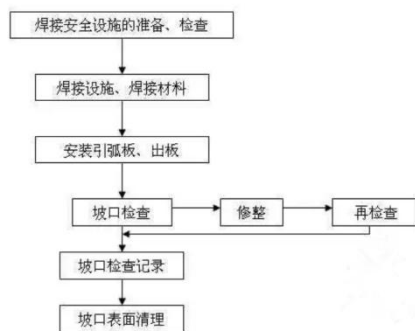 焊接安全设施的准备、检查
焊接设施、焊接材料
安装引弧板、出板
坡口检查
修整
再检查
坡口检查记录
坡口表面清理